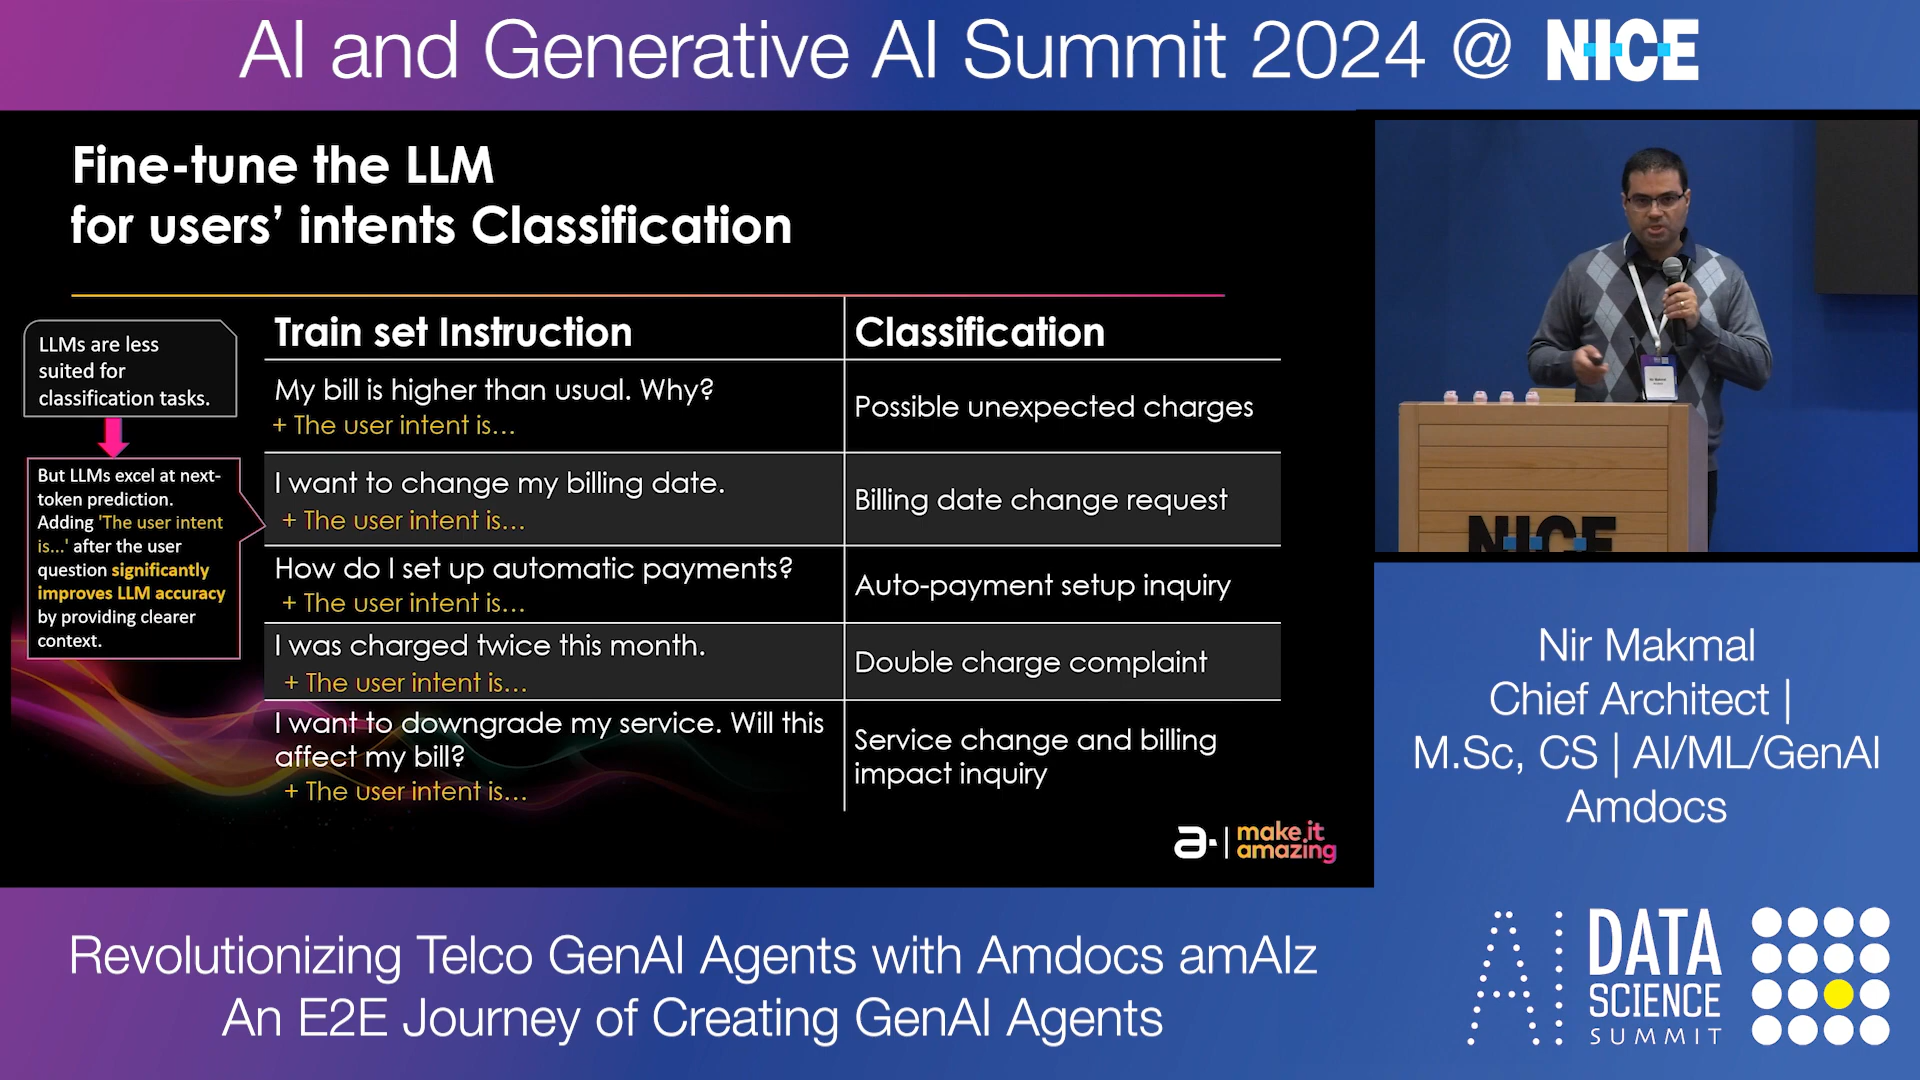 AI and Generative AI Summit 2024 @ NICE
Fine-tune the LLM
for users’ intents Classification
LLMs are less
suited for
classification tasks.
But LLMs excel at next-
token prediction.
Adding 'The user intent
is...' after the user
question significantly
improves LLM accuracy
by providing clearer
context.
Train set Instruction
Classification
My bill is higher than usual. Why?
+ The user intent is...
Possible unexpected charges
I want to change my billing date.
+ The user intent is...
Billing date change request
How do I set up automatic payments?
+ The user intent is...
Auto-payment setup inquiry
I was charged twice this month.
+ The user intent is...
Double charge complaint
I want to downgrade my service. Will this
affect my bill?
+ The user intent is...
Service change and billing
impact inquiry
a
make it
amazing
NICE
Nir Makmal
Chief Architect |
M.Sc, CS | AI/ML/GenAI
Amdocs
Revolutionizing Telco GenAI Agents with Amdocs amAIz
An E2E Journey of Creating GenAI Agents
AI
DATA
SCIENCE
SUMMIT